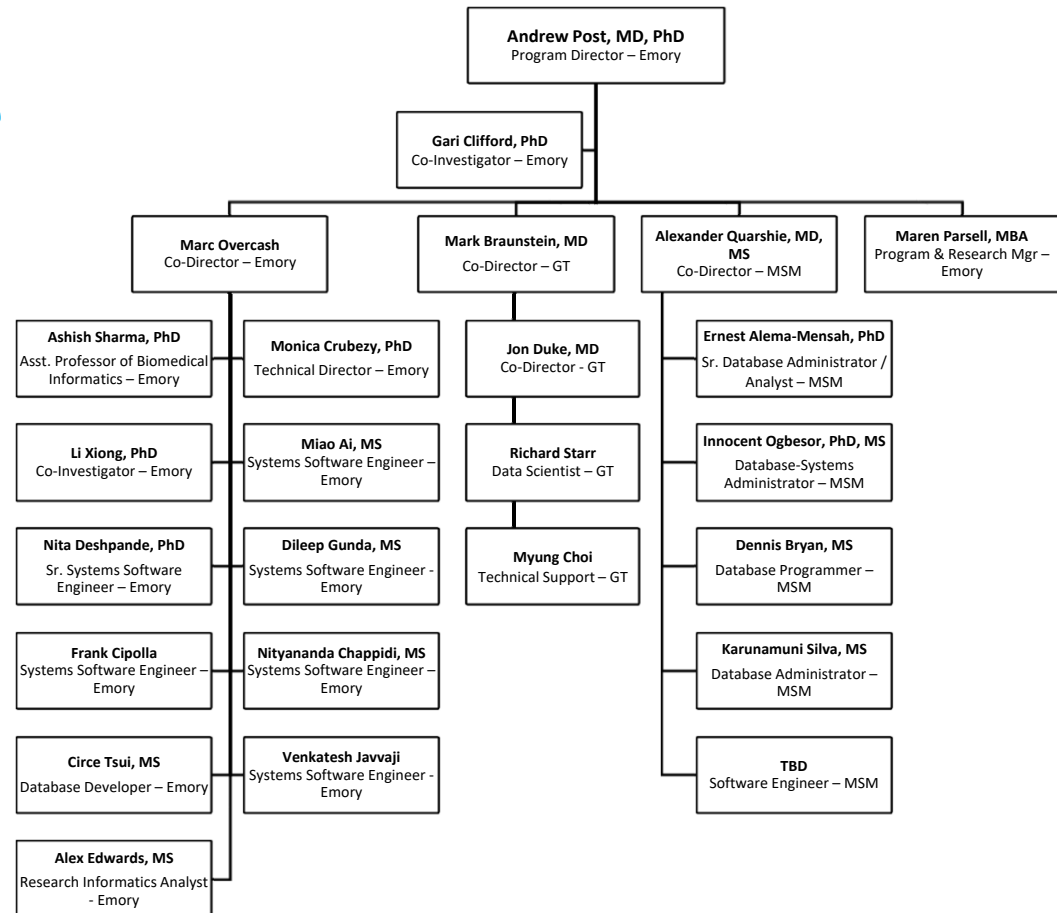 Andrew Post, MD, PhD
Program Director – Emory
Gari Clifford, PhD
Co-Investigator – Emory
Marc Overcash
Co-Director – Emory
Mark Braunstein, MD
Co-Director – GT
Alexander Quarshie, MD,
MS
Co-Director – MSM
Maren Parsell, MBA
Program & Research Mgr –
Emory
Ashish Sharma, PhD
Asst. Professor of Biomedical
Informatics – Emory
Monica Crubezy, PhD
Technical Director – Emory
Jon Duke, MD
Co-Director - GT
Ernest Alema-Mensah, PhD
Sr. Database Administrator /
Analyst – MSM
Li Xiong, PhD
Co-Investigator – Emory
Miao Ai, MS
Systems Software Engineer –
Emory
Richard Starr
Data Scientist – GT
Innocent Ogbesor, PhD, MS
Database-Systems
Administrator – MSM
Nita Deshpande, PhD
Sr. Systems Software
Engineer – Emory
Dileep Gunda, MS
Systems Software Engineer -
Emory
Myung Choi
Technical Support – GT
Dennis Bryan, MS
Database Programmer –
MSM
Frank Cipolla
Systems Software Engineer –
Emory
Nityananda Chappidi, MS
Systems Software Engineer –
Emory
Karunamuni Silva, MS
Database Administrator –
MSM
Circe Tsui, MS
Database Developer – Emory
Venkatesh Javvaji
Systems Software Engineer -
Emory
TBD
Software Engineer – MSM
Alex Edwards, MS
Research Informatics Analyst
- Emory